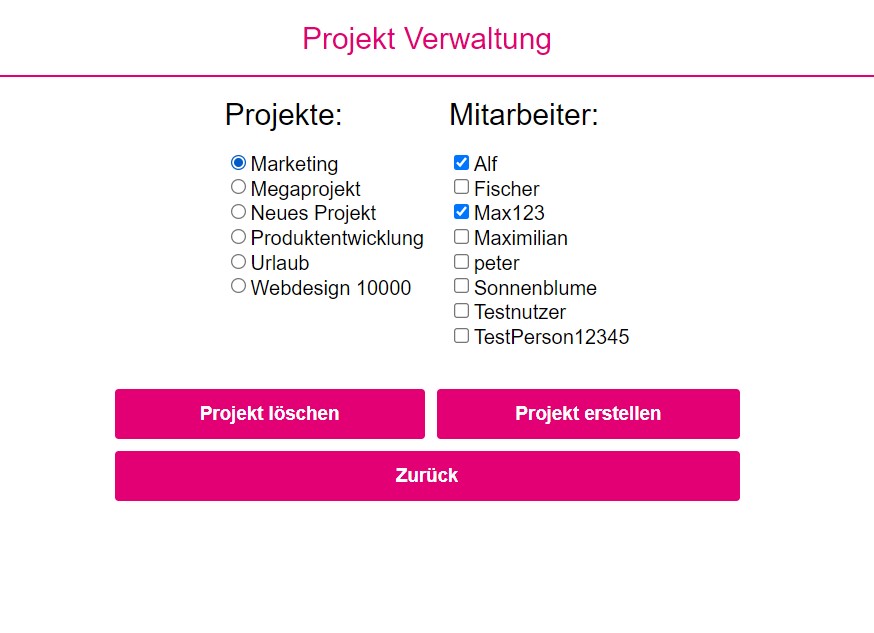 Projekt Verwaltung
Projekte:
Marketing
Megaprojekt
Neues Projekt
Produktentwicklung
Urlaub
Webdesign 10000
Mitarbeiter:
Alf
Fischer
Max123
Maximilian
peter
Sonnenblume
Testnutzer
TestPerson12345
Projekt löschen
Projekt erstellen
Zurück